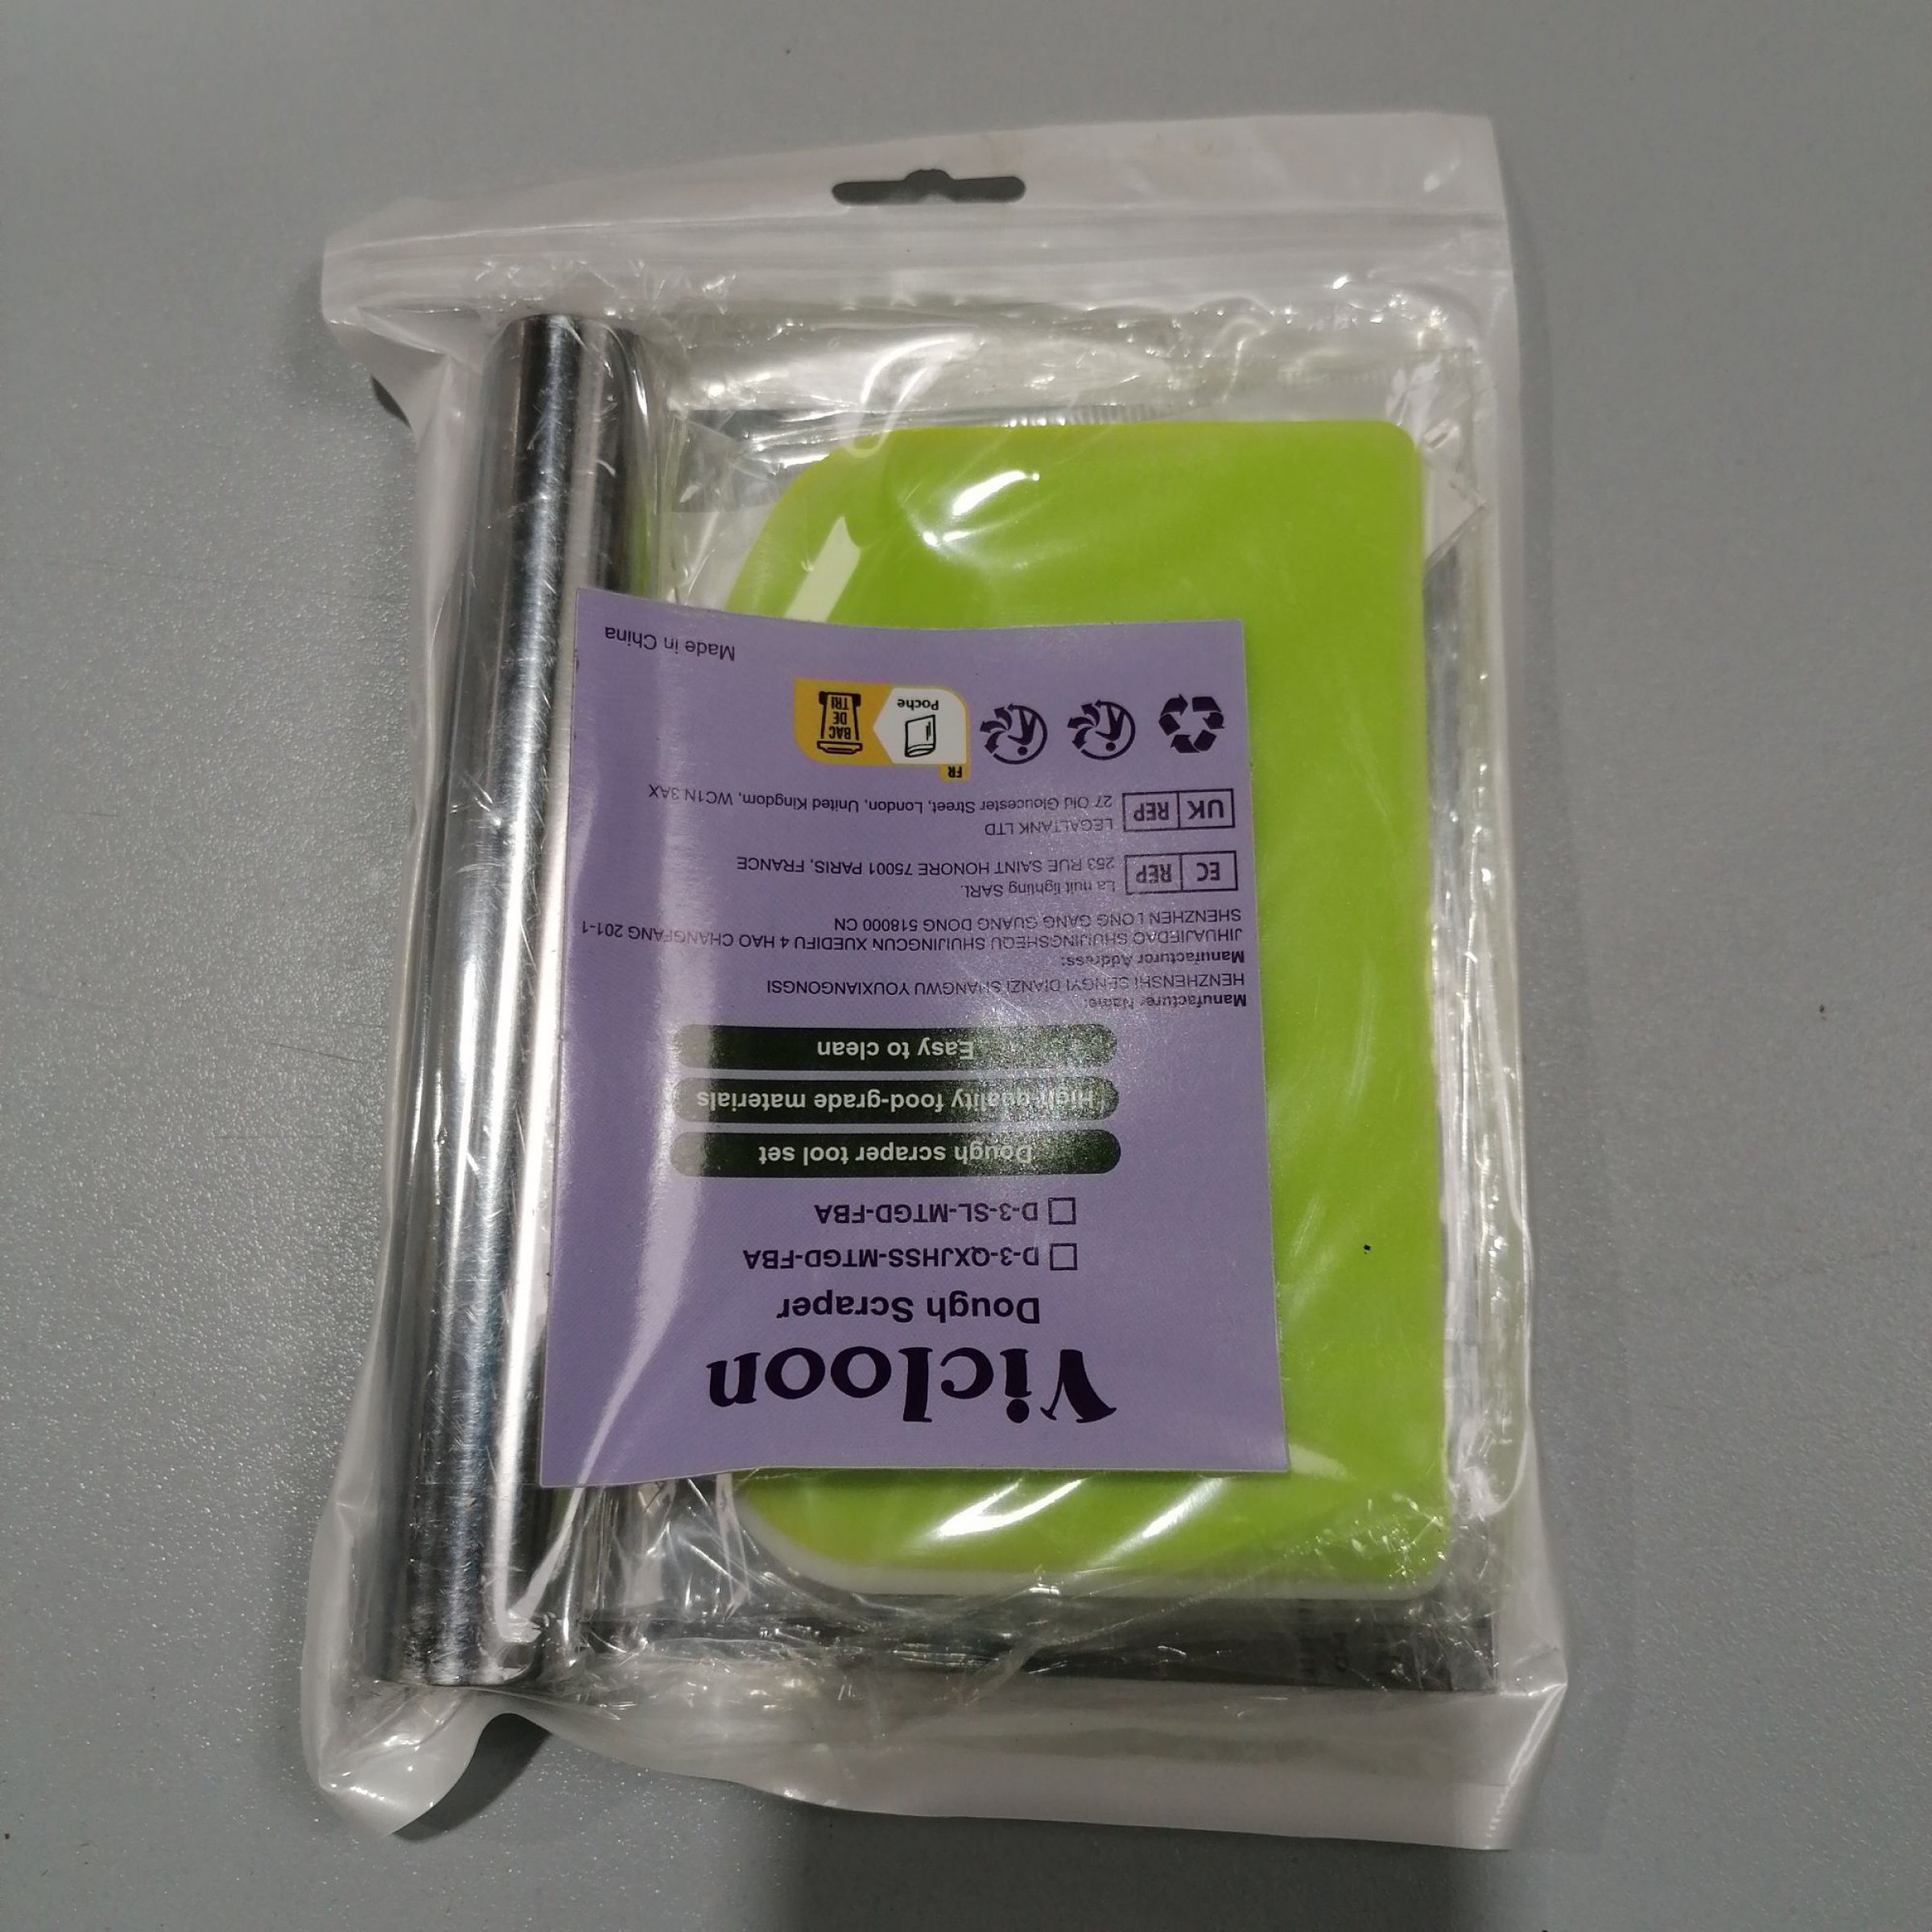 Vicloon
Dough Scraper
D-3-QXJHSS-MTGD-FBA
D-3-SL-MTGD-FBA
Dough scraper tool set
High quality food-grade materials
Easy to clean
Manufacturer Name:
HENZHENSHI SENGYI DIANZI SHANGWU YOUXIANGONGSI
Manufacturer Address:
JIHUAJIEDAO SHUIJINGSHEQU SHUIJINGCUN XUEDIFU 4 HAO CHANGFANG 201-1
SHENZHEN LONG GANG GUANG DONG 518000 CN
EC REP
La nuit lighting SARL.
253 RUE SAINT HONORE 75001 PARIS, FRANCE
UK REP
LEGALTANK LTD
27 Old Gloucester Street, London, United Kingdom, WC1N 3AX
FR
Poche
BAC
DE
TRI
Made in China